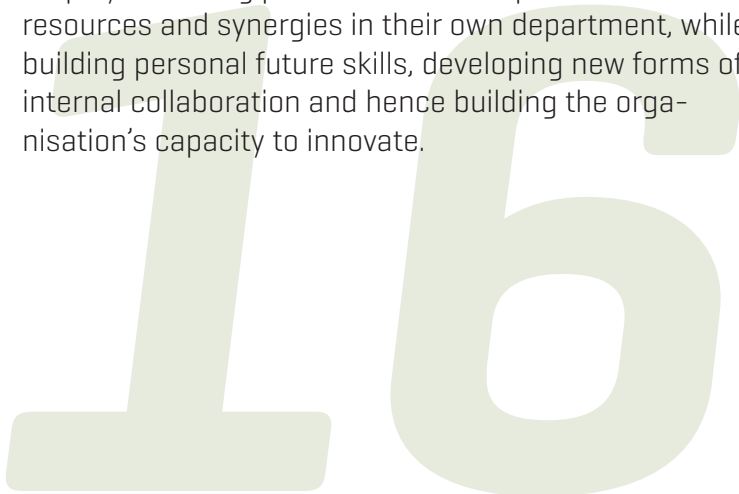 resources and synergies in their own department, while
building personal future skills, developing new forms of
internal collaboration and hence building the orga-
nisation's capacity to innovate.
16